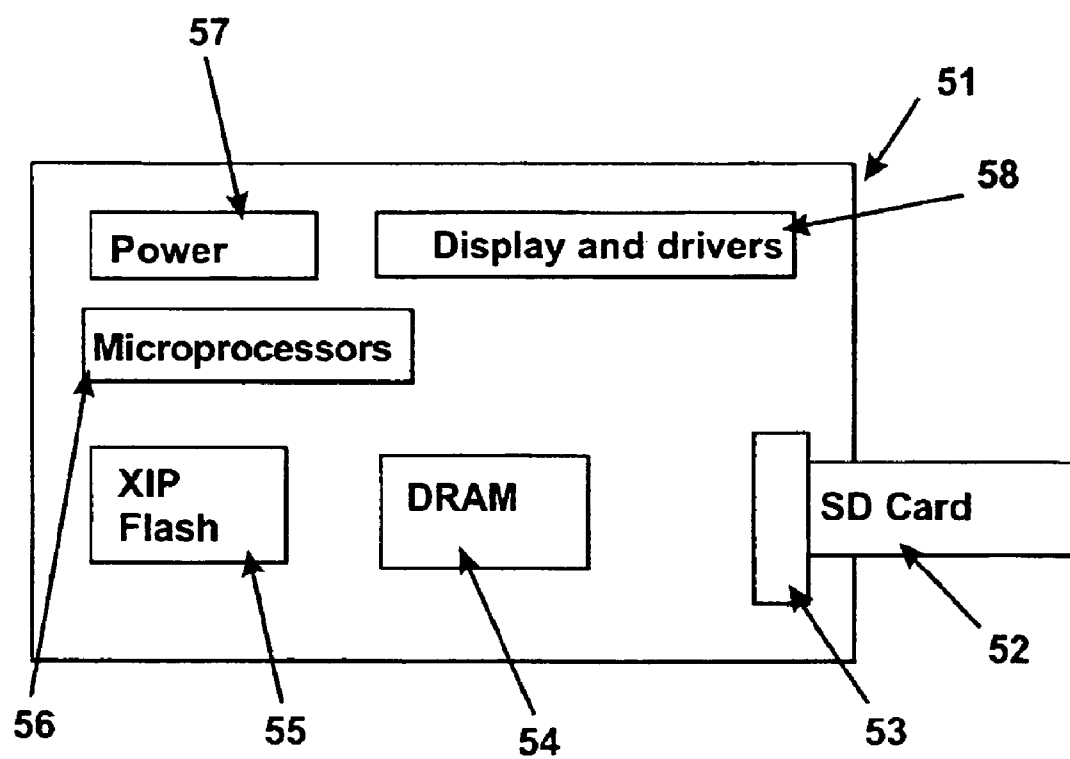 57
51
58
Power
Display and drivers
Microprocessors
XIP
Flash
DRAM
SD Card
52
56
55
54
53